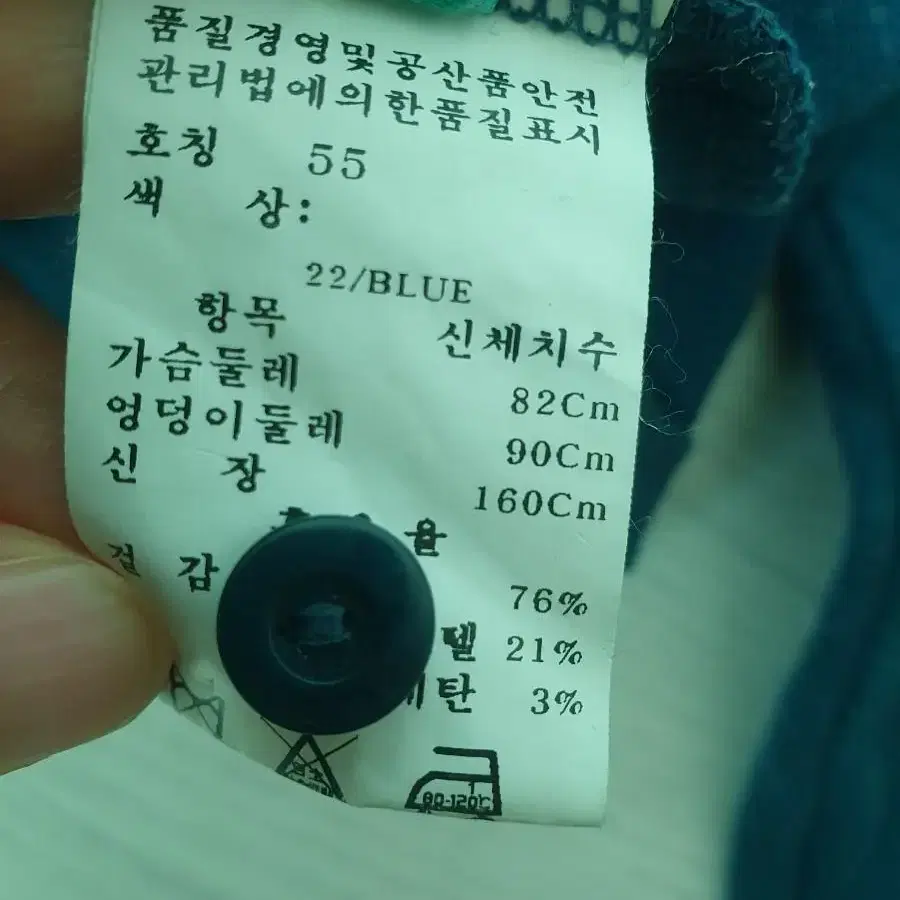 품질경영및공산품안전
관리법에의한품질표시
호칭 55
색 상:
22/BLUE
항목 신체치수
가슴둘레 82Cm
엉덩이둘레 90Cm
신 장 160Cm
율
겉 감 76%
텔 21%
탄 3%
80-120℃